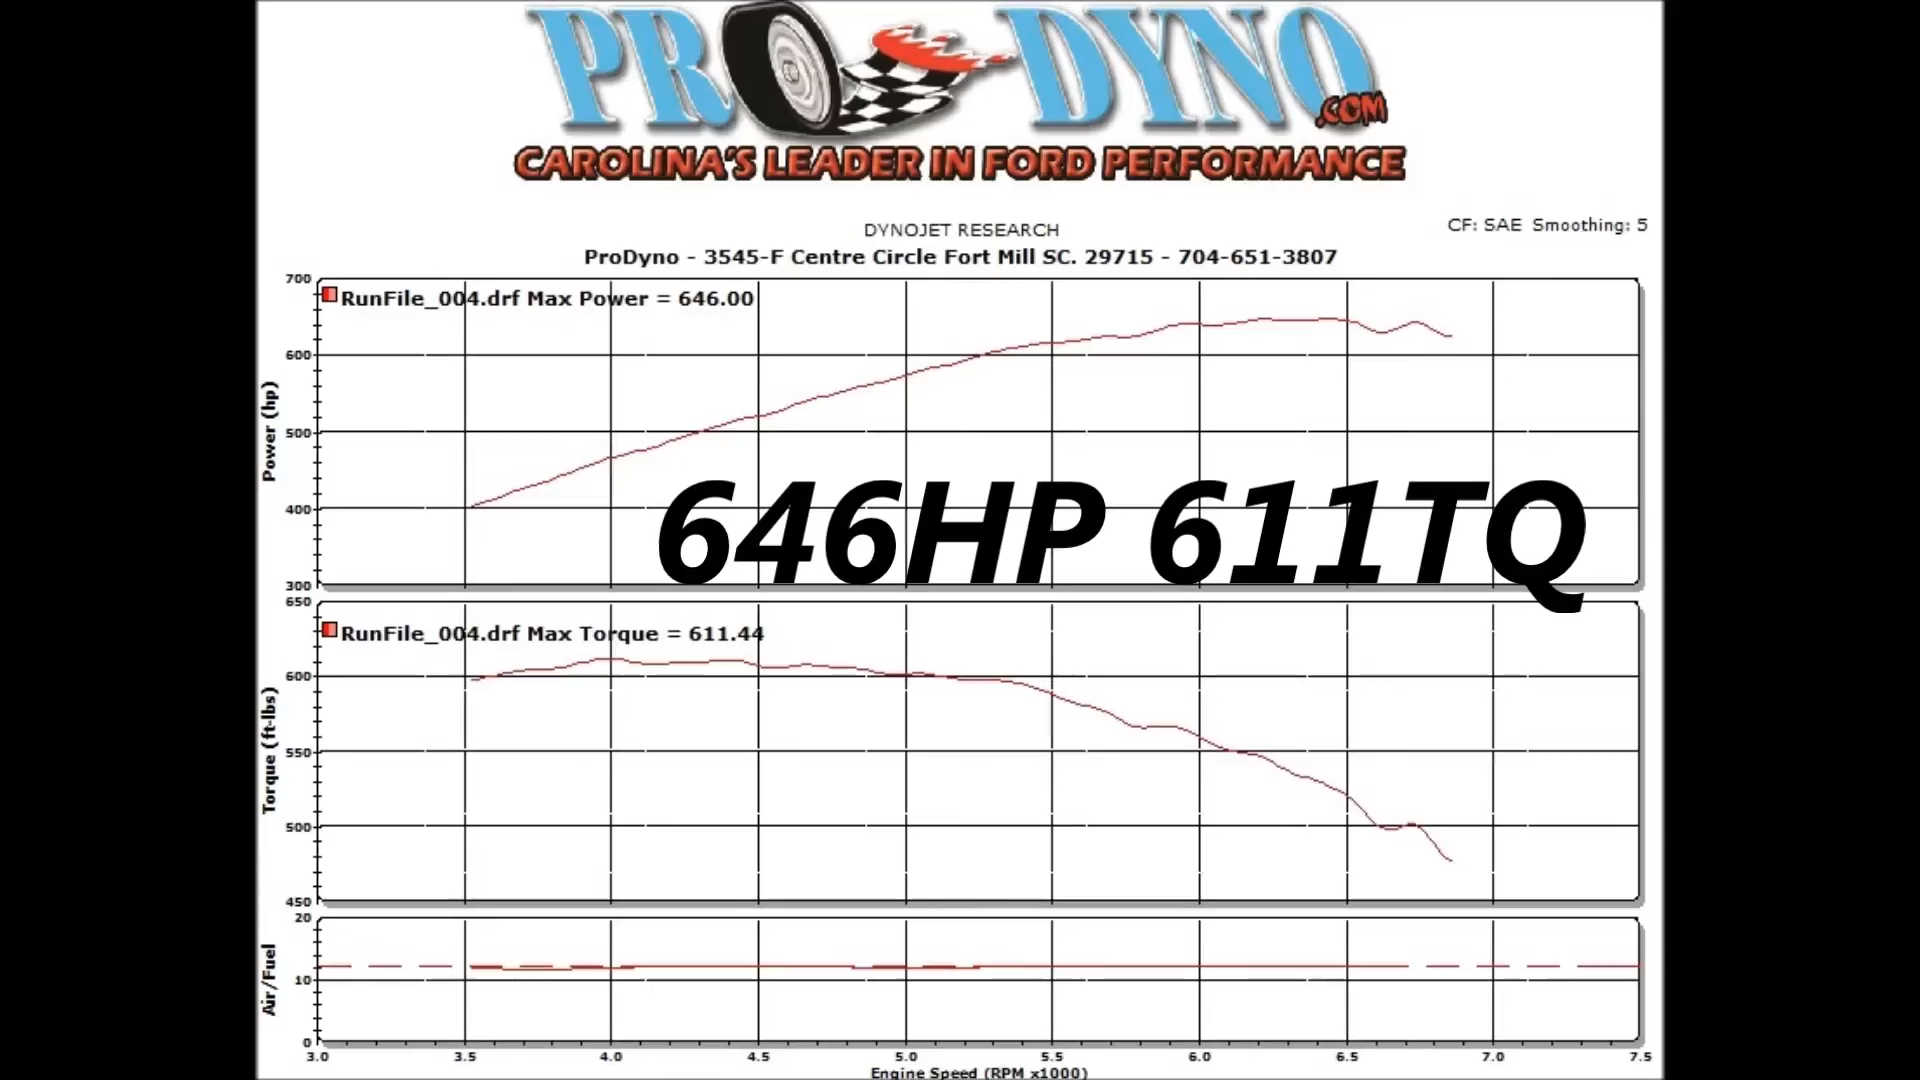 PRO DYNO .COM
CAROLINA'S LEADER IN FORD PERFORMANCE
CF: SAE Smoothing: 5
DYNOJET RESEARCH
ProDyno - 3545-F Centre Circle Fort Mill SC. 29715 - 704-651-3807
700
RunFile_004.drf Max Power = 646.00
600
500
400
300
Power (hp)
646HP 611TQ
650
RunFile_004.drf Max Torque = 611.44
600
550
500
450
Torque (ft-lbs)
20
10
0
Air/Fuel
3.0 3.5 4.0 4.5 5.0 5.5 6.0 6.5 7.0 7.5
Engine Speed (RPM x1000)